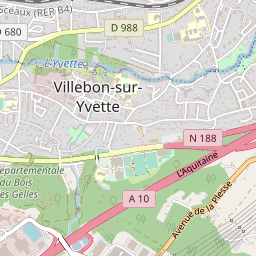 Sceaux (RER B4)
D 988
D 680
L'Yvette
Villebon-sur-
Yvette
N 188
L'Aquitaine
épartementale
du Bois
es Gelles
A 10
Avenue de la Plesse